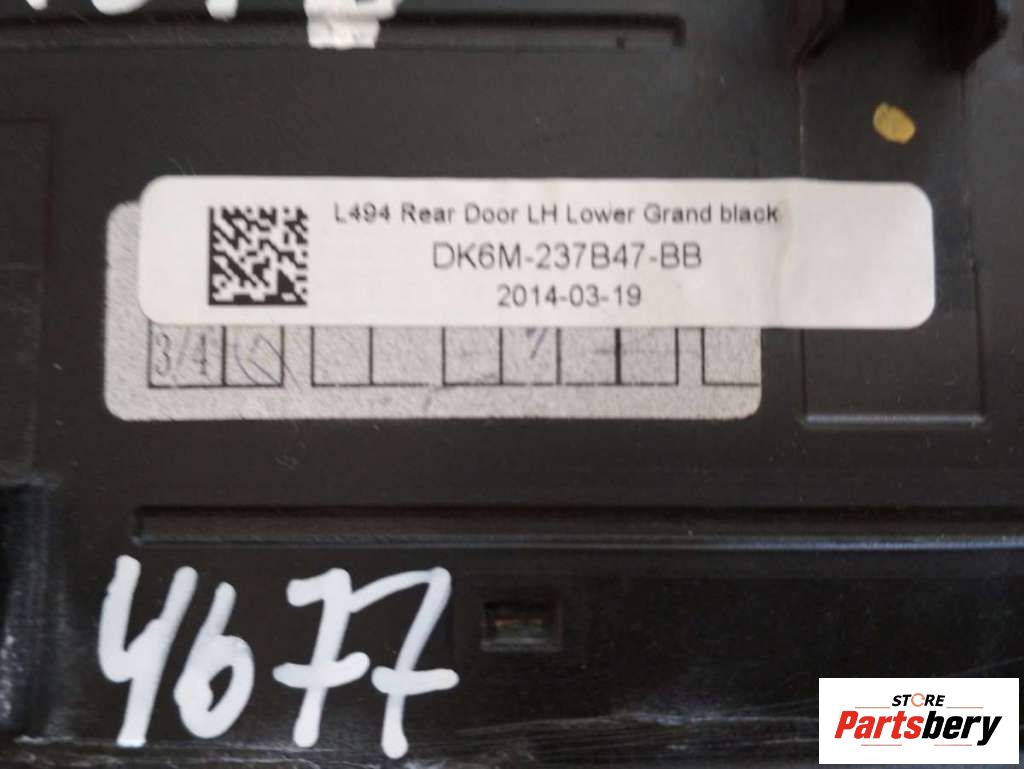 L494 Rear Door LH Lower Grand black
DK6M-237B47-BB
2014-03-19
3/4
4677
STORE
Partsbery